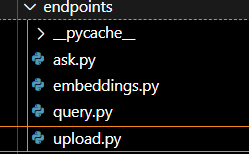 endpoints
__pycache__
ask.py
embeddings.py
query.py
upload.py